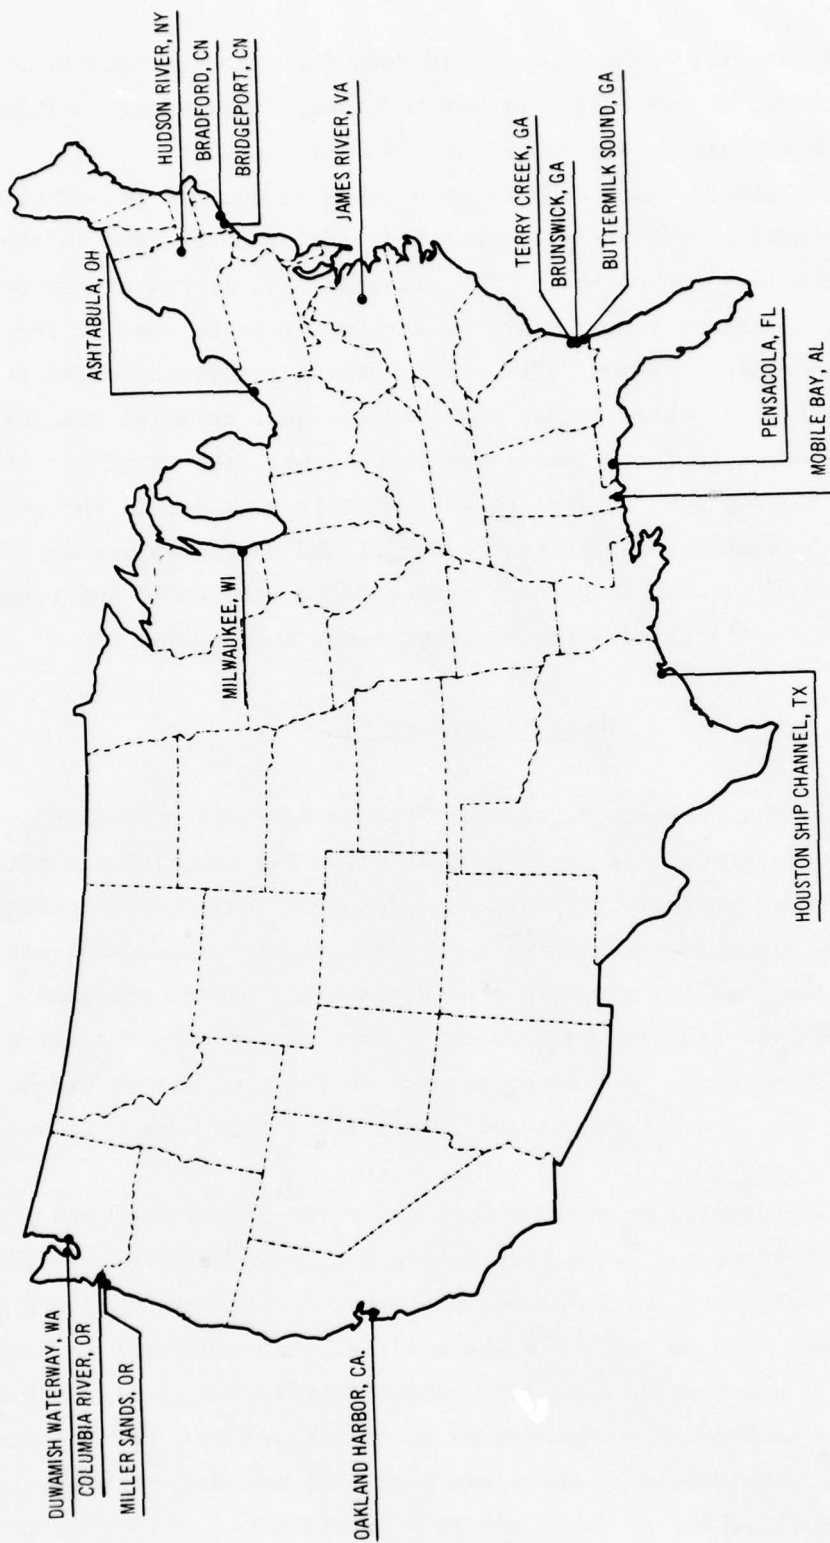 DUWAMISH WATERWAY, WA
COLUMBIA RIVER, OR
MILLER SANDS, OR
OAKLAND HARBOR, CA.
MILWAUKEE, WI
ASHTABULA, OH
HUDSON RIVER, NY
BRADFORD, CN
BRIDGEPORT, CN
JAMES RIVER, VA
TERRY CREEK, GA
BRUNSWICK, GA
BUTTERMILK SOUND, GA
PENSACOLA, FL
MOBILE BAY, AL
HOUSTON SHIP CHANNEL, TX